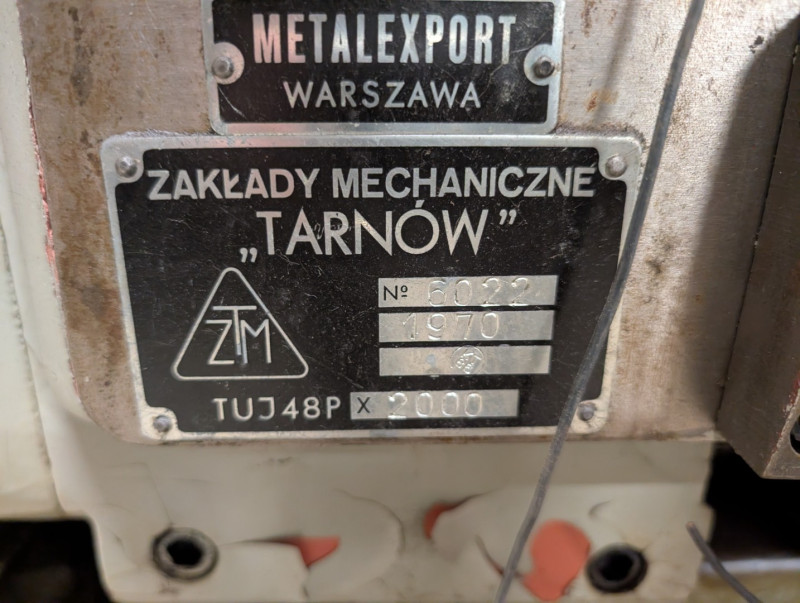 METALEXPORT
WARSZAWA
ZAKŁADY MECHANICZNE
„TARNÓW”
ZTM
Nº 6022
1970
TUJ48P X 2000